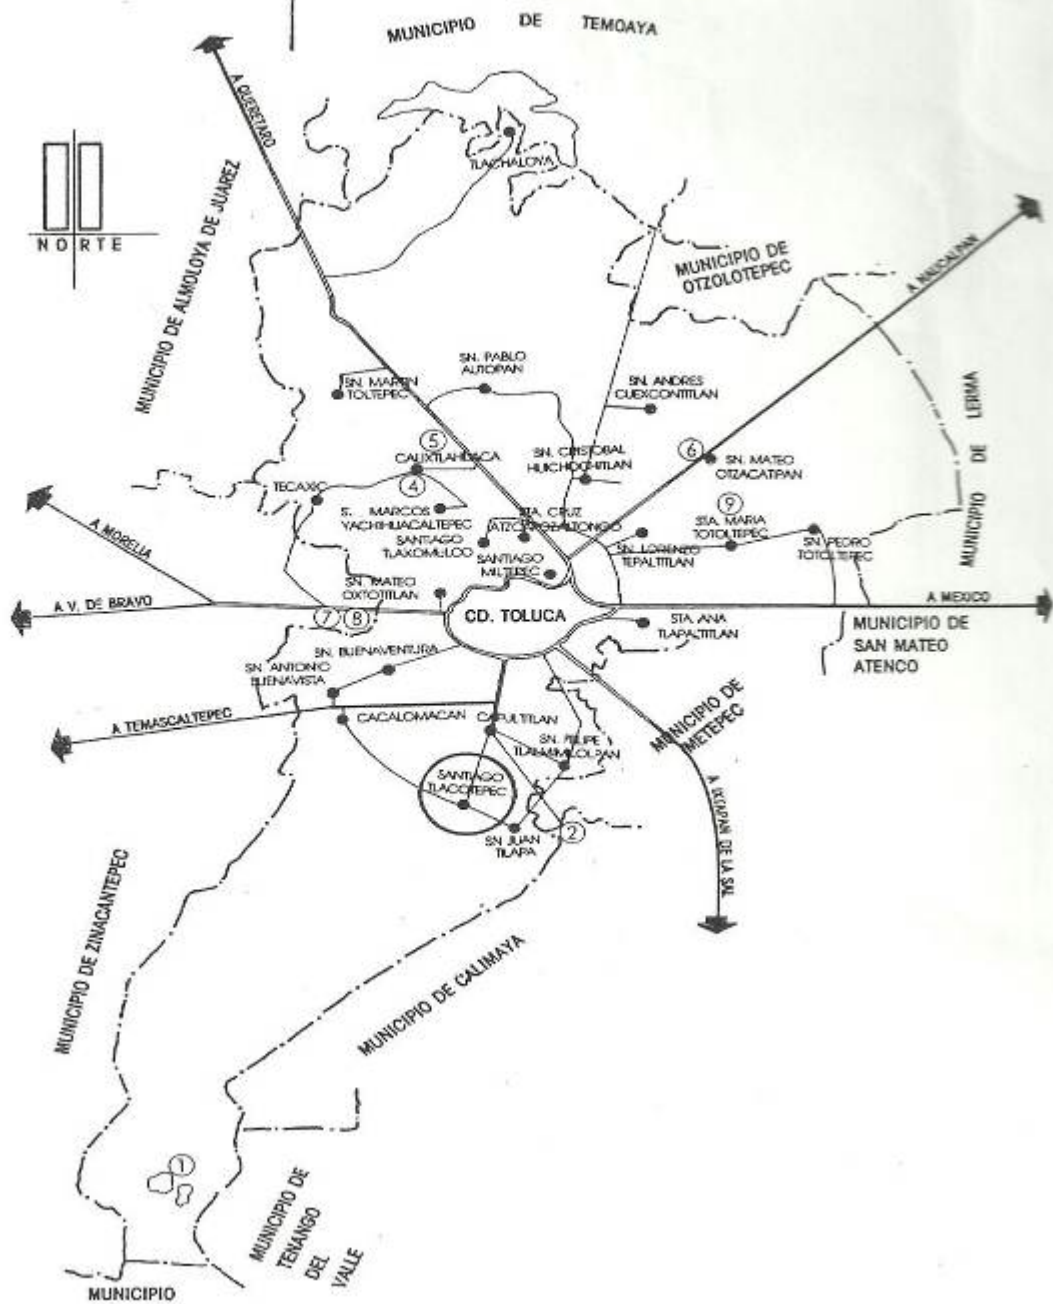 MUNICIPIO DE TEMOAYA
A QUERETARO
TLACHALOYA
NORTE
MUNICIPIO DE ALMOLOYA DE JUAREZ
MUNICIPIO DE
OTZOLOTEPEC
A NAUCALPAN
SN. PABLO
AUTOPAN
SN. MARTIN
TOLTEPEC
SN. ANDRES
CUEXCONTITLAN
MUNICIPIO DE LERMA
5
CALIXTLAHUACA
SN. CRISTOBAL
HUICHOCHITLAN
6
SN. MATEO
OTZACATIPAN
4
TECAXIC
S. MARCOS
YACHIHUACALTEPEC
STA. CRUZ
9
STA. MARIA
TOTOLTEPEC
SANTIAGO
TLAXOMULCO
SN. LORENZO
TEPALTITLAN
SN. PEDRO
TOTOLTEPEC
SANTIAGO
MILTEPEC
A MORELIA
SN. MATEO
OXTOTITLAN
A V. DE BRAVO
7 8
CD. TOLUCA
A MEXICO
STA. ANA
TLAPALTITLAN
MUNICIPIO DE
SAN MATEO
ATENCO
SN. BUENAVENTURA
SN. ANTONIO
BUENAVISTA
A TEMASCALTEPEC
CACALOMACAN
CAPULTITLAN
MUNICIPIO DE
METEPEC
SN. FELIPE
TLALMIMILOLPAN
SANTIAGO
TLACOTEPEC
A IXTAPAN DE LA SAL
SN JUAN
TILAPA
2
MUNICIPIO DE ZINACANTEPEC
MUNICIPIO DE CALIMAYA
1
MUNICIPIO DE
TENANGO
DEL
VALLE
MUNICIPIO